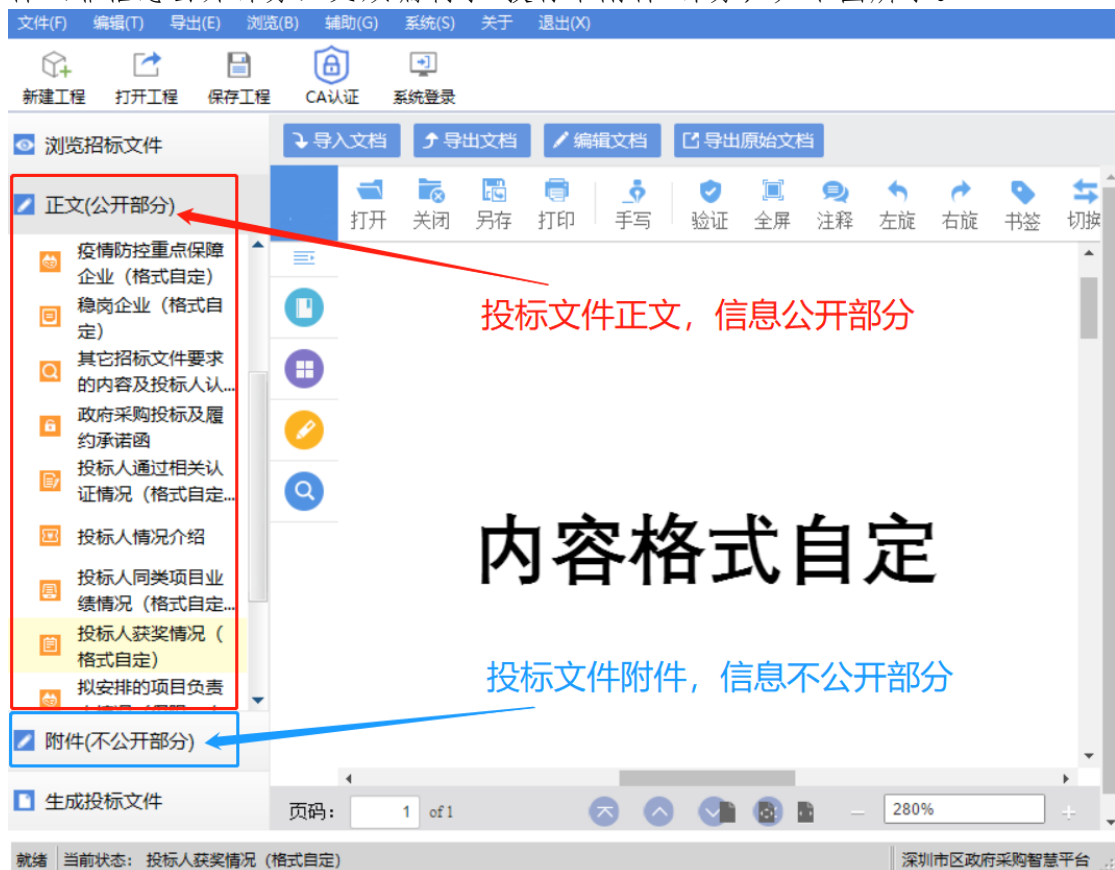 文件(F) 编辑(T) 导出(E) 浏览(B) 辅助(G) 系统(S) 关于 退出(X)
新建工程 打开工程 保存工程 CA认证 系统登录
浏览招标文件
导入文档 导出文档 编辑文档 导出原始文档
正文(公开部分)
打开 关闭 另存 打印 手写 验证 全屏 注释 左旋 右旋 书签 切换
疫情防控重点保障
企业（格式自定）
稳岗企业（格式自
定）
其它招标文件要求
的内容及投标人认...
政府采购投标及履
约承诺函
投标人通过相关认
证情况（格式自定...
投标人情况介绍
投标人同类项目业
绩情况（格式自定...
投标人获奖情况（
格式自定）
拟安排的项目负责
投标文件正文，信息公开部分
内容格式自定
投标文件附件，信息不公开部分
附件(不公开部分)
生成投标文件
页码: 1 of 1 280%
就绪 当前状态: 投标人获奖情况（格式自定） 深圳市区政府采购智慧平台